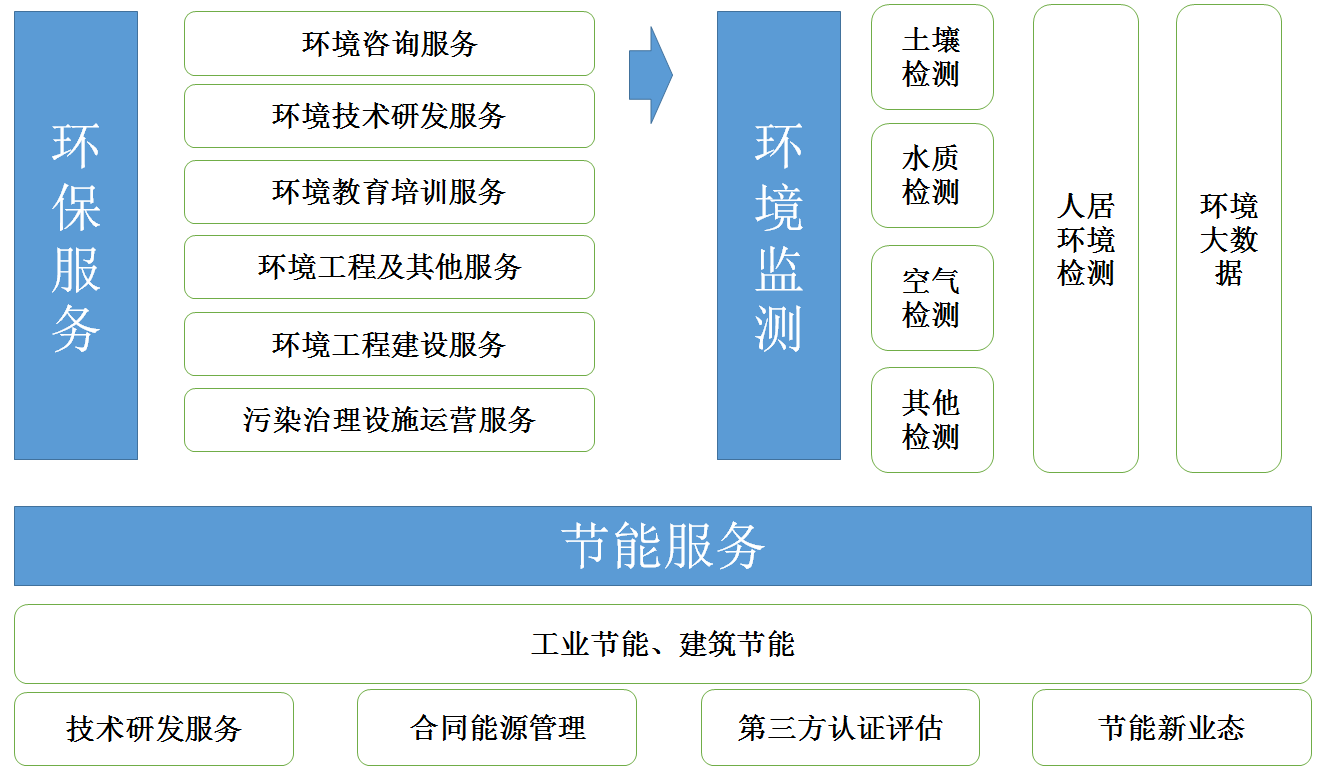 环
保
服
务
环境咨询服务
环境技术研发服务
环境教育培训服务
环境工程及其他服务
环境工程建设服务
污染治理设施运营服务
环
境
监
测
土壤
检测
水质
检测
空气
检测
其他
检测
人居
环境
检测
环境
大数
据
节能服务
工业节能、建筑节能
技术研发服务
合同能源管理
第三方认证评估
节能新业态